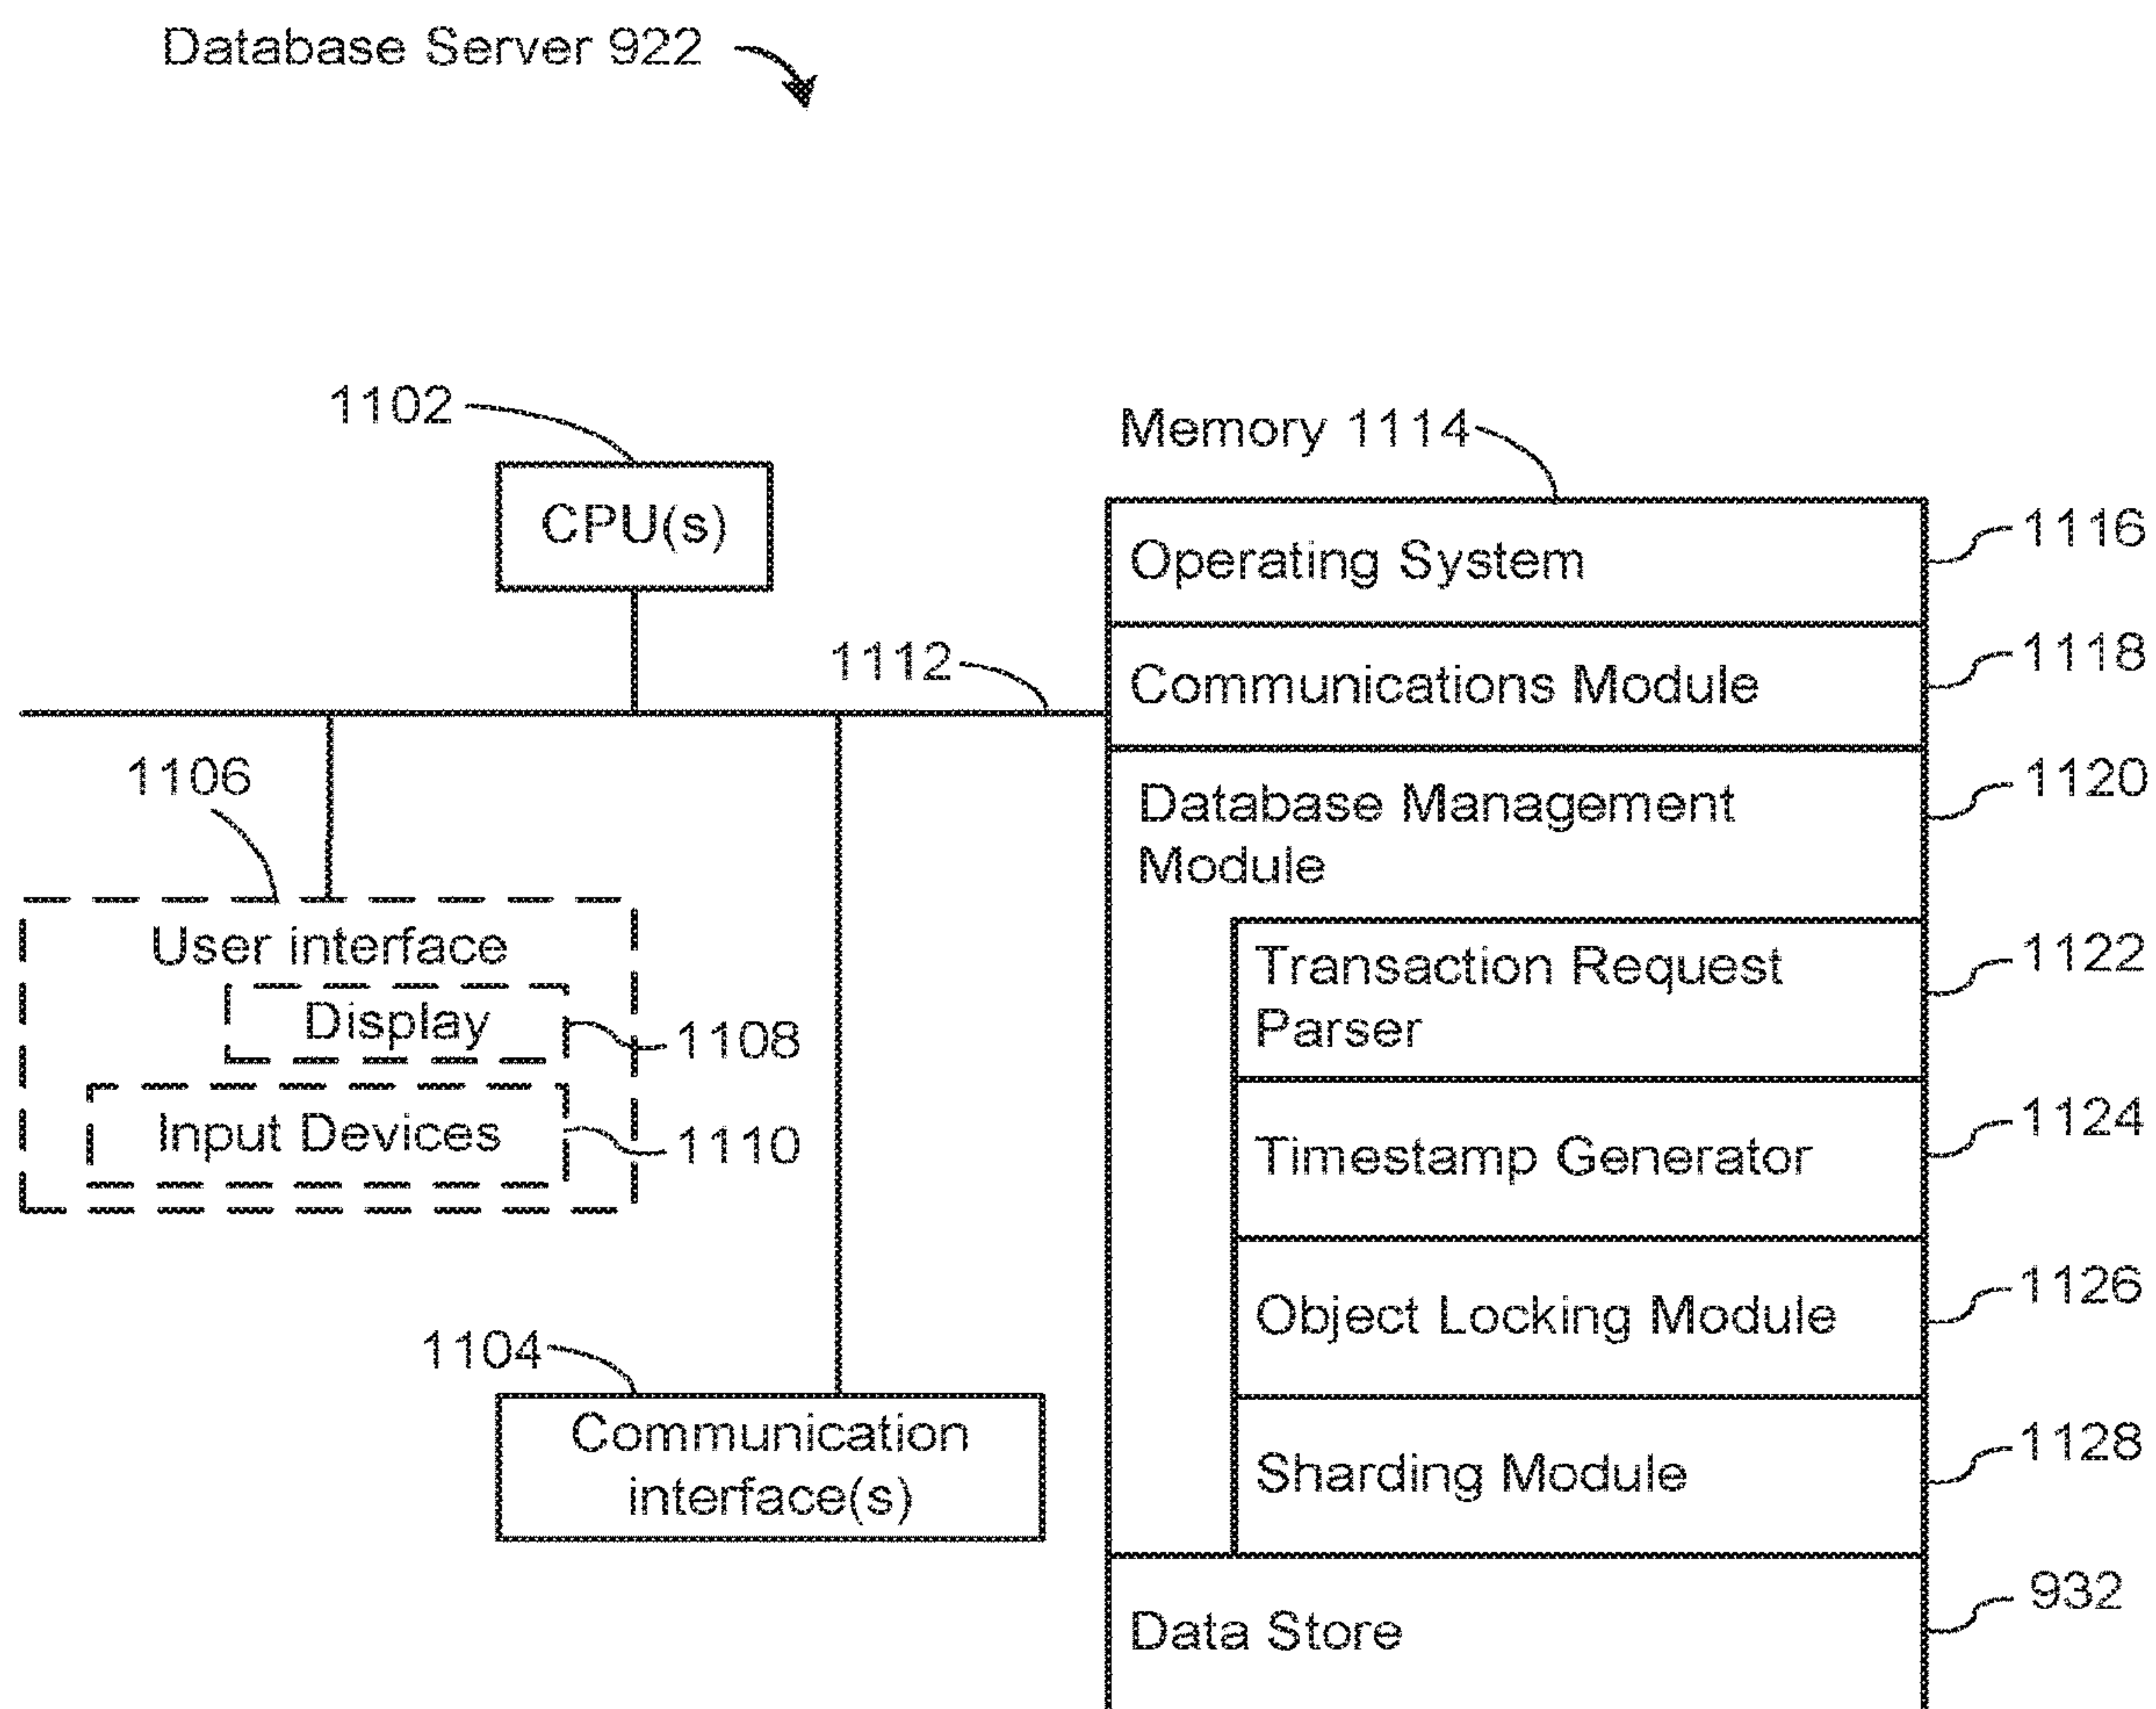 Database Server 922
1102
CPU(s)
1112
1106
User interface
Display
1108
Input Devices
1110
1104
Communication
interface(s)
Memory 1114
Operating System
1116
Communications Module
1118
Database Management
Module
1120
Transaction Request
Parser
1122
Timestamp Generator
1124
Object Locking Module
1126
Sharding Module
1128
Data Store
932